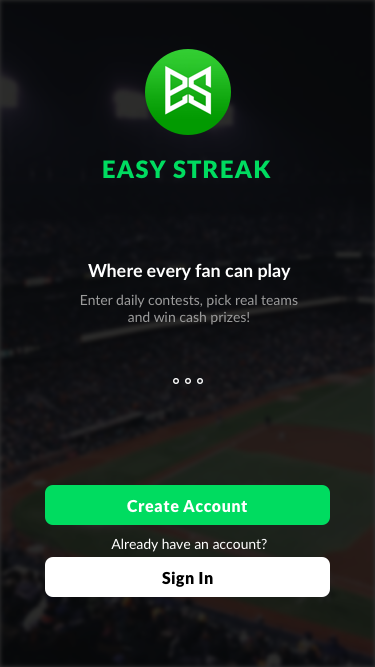 ES
EASY STREAK
Where every fan can play
Enter daily contests, pick real teams
and win cash prizes!
Create Account
Already have an account?
Sign In